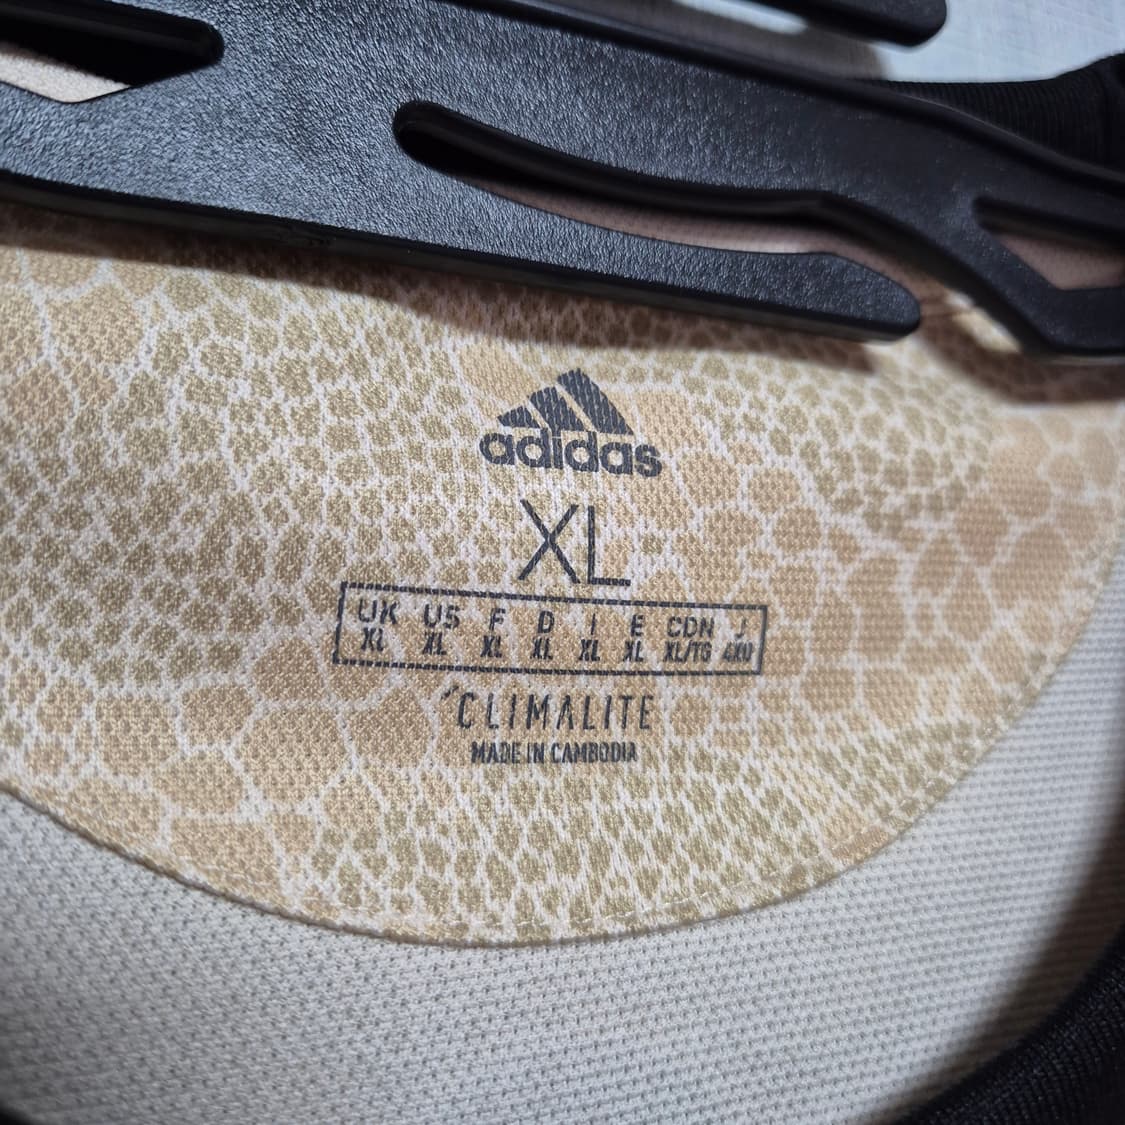 adidas
XL
UK US F D I E CDN J
XL XL XL XL XL XL XL/TG 4XO
CLIMALITE
MADE IN CAMBODIA